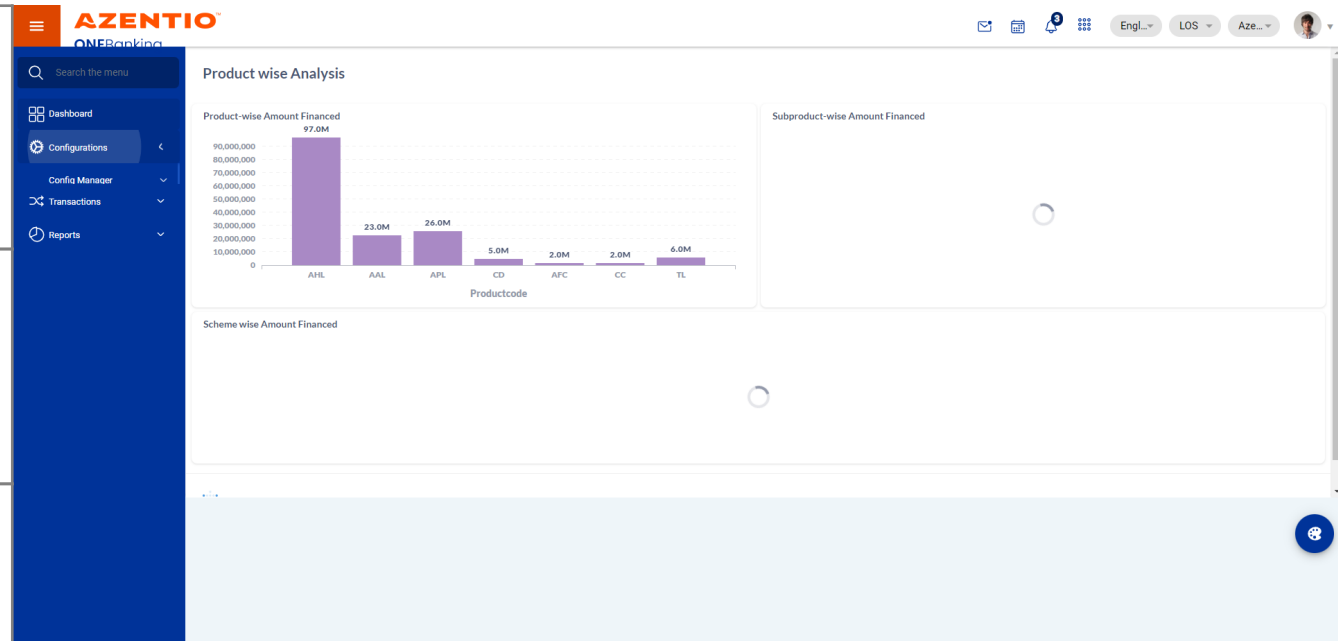 AZENTIO™
ONEBanking
3
Engl...
LOS
Aze...
Search the menu
Dashboard
Configurations
Config Manager
Transactions
Reports
Product wise Analysis
Product-wise Amount Financed
97.0M
90,000,000
80,000,000
70,000,000
60,000,000
50,000,000
40,000,000
30,000,000
20,000,000
10,000,000
0
23.0M
26.0M
5.0M
2.0M
2.0M
6.0M
AHL AAL APL CD AFC CC TL
Productcode
Subproduct-wise Amount Financed
Scheme wise Amount Financed